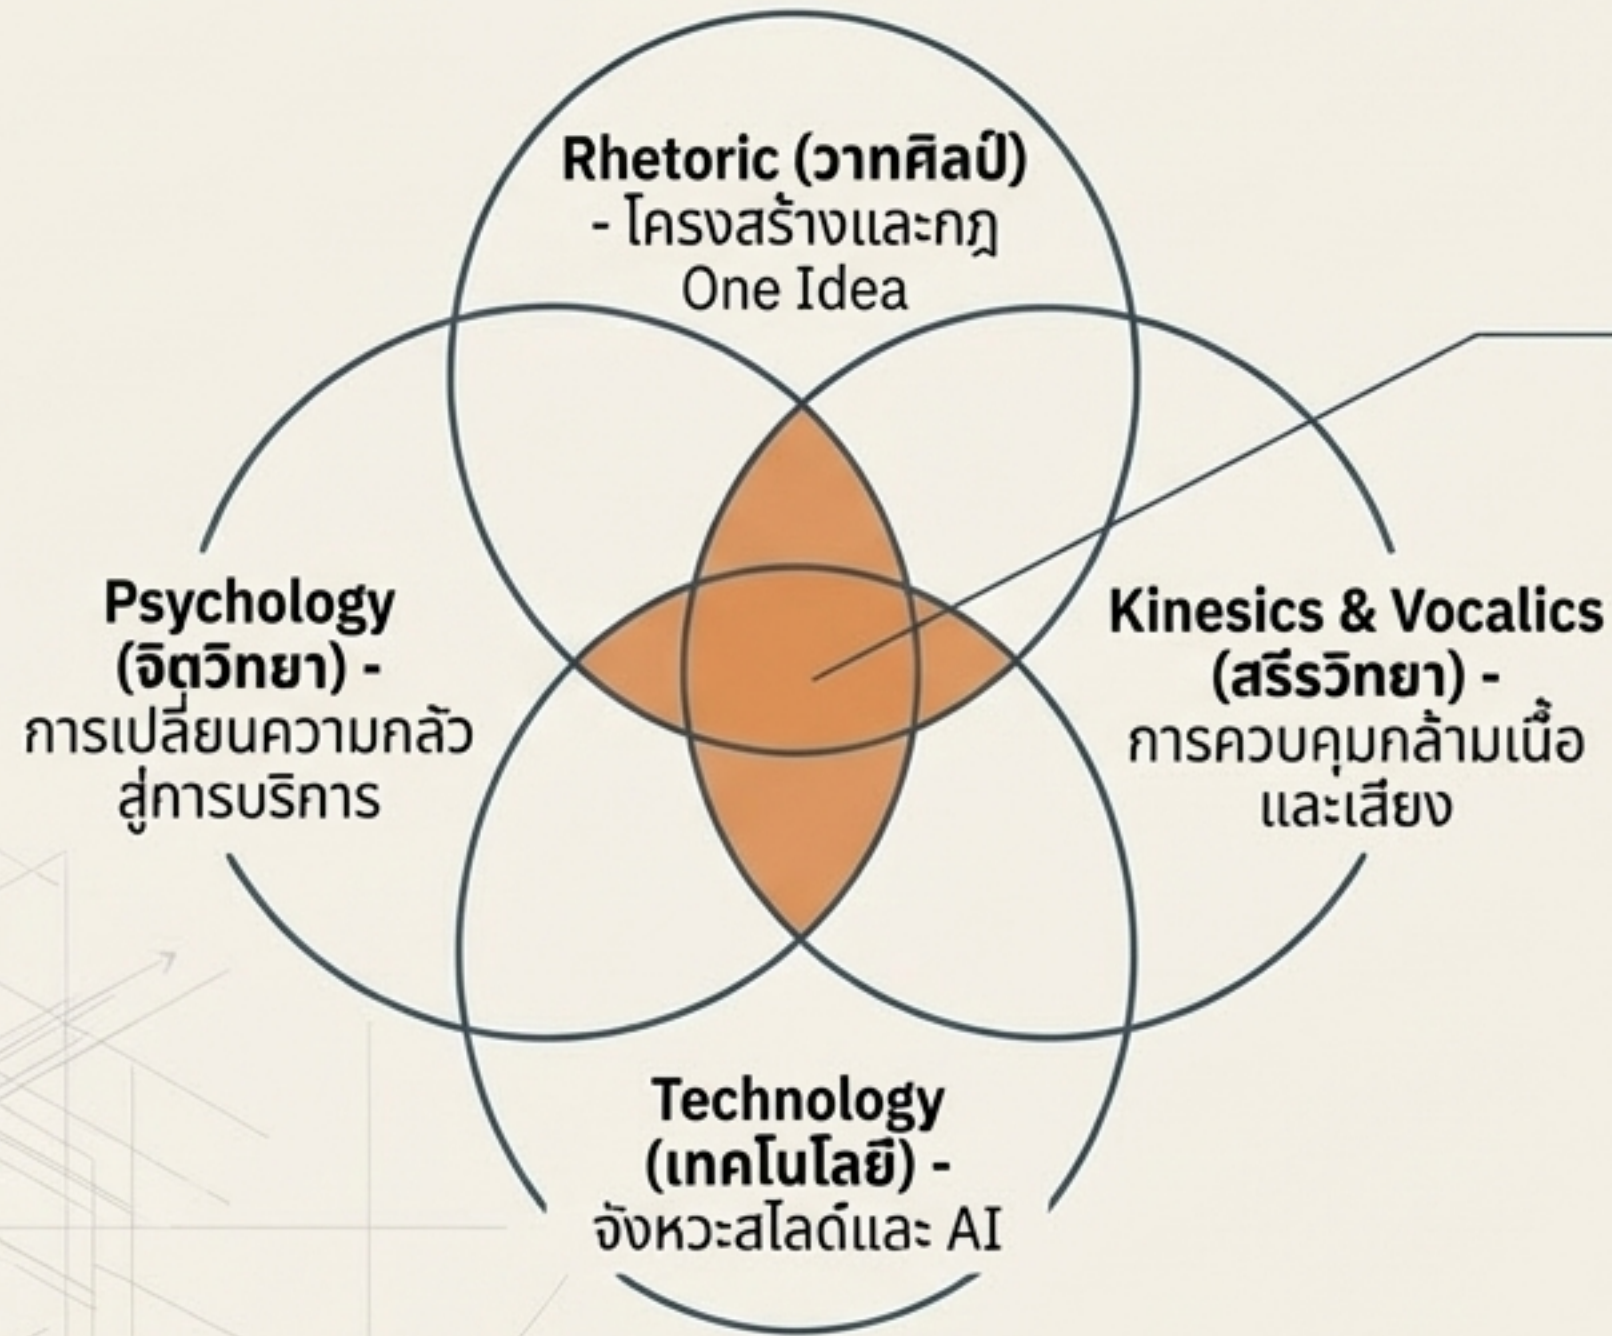 Rhetoric (วาทศิลป์)
- โครงสร้างและกฎ
One Idea
Psychology
(จิตวิทยา) -
การเปลี่ยนความกลัว
สู่การบริการ
Kinesics & Vocalics
(สรีรวิทยา) -
การควบคุมกล้ามเนื้อ
และเสียง
Technology
(เทคโนโลยี) -
จังหวะสไลด์และ AI